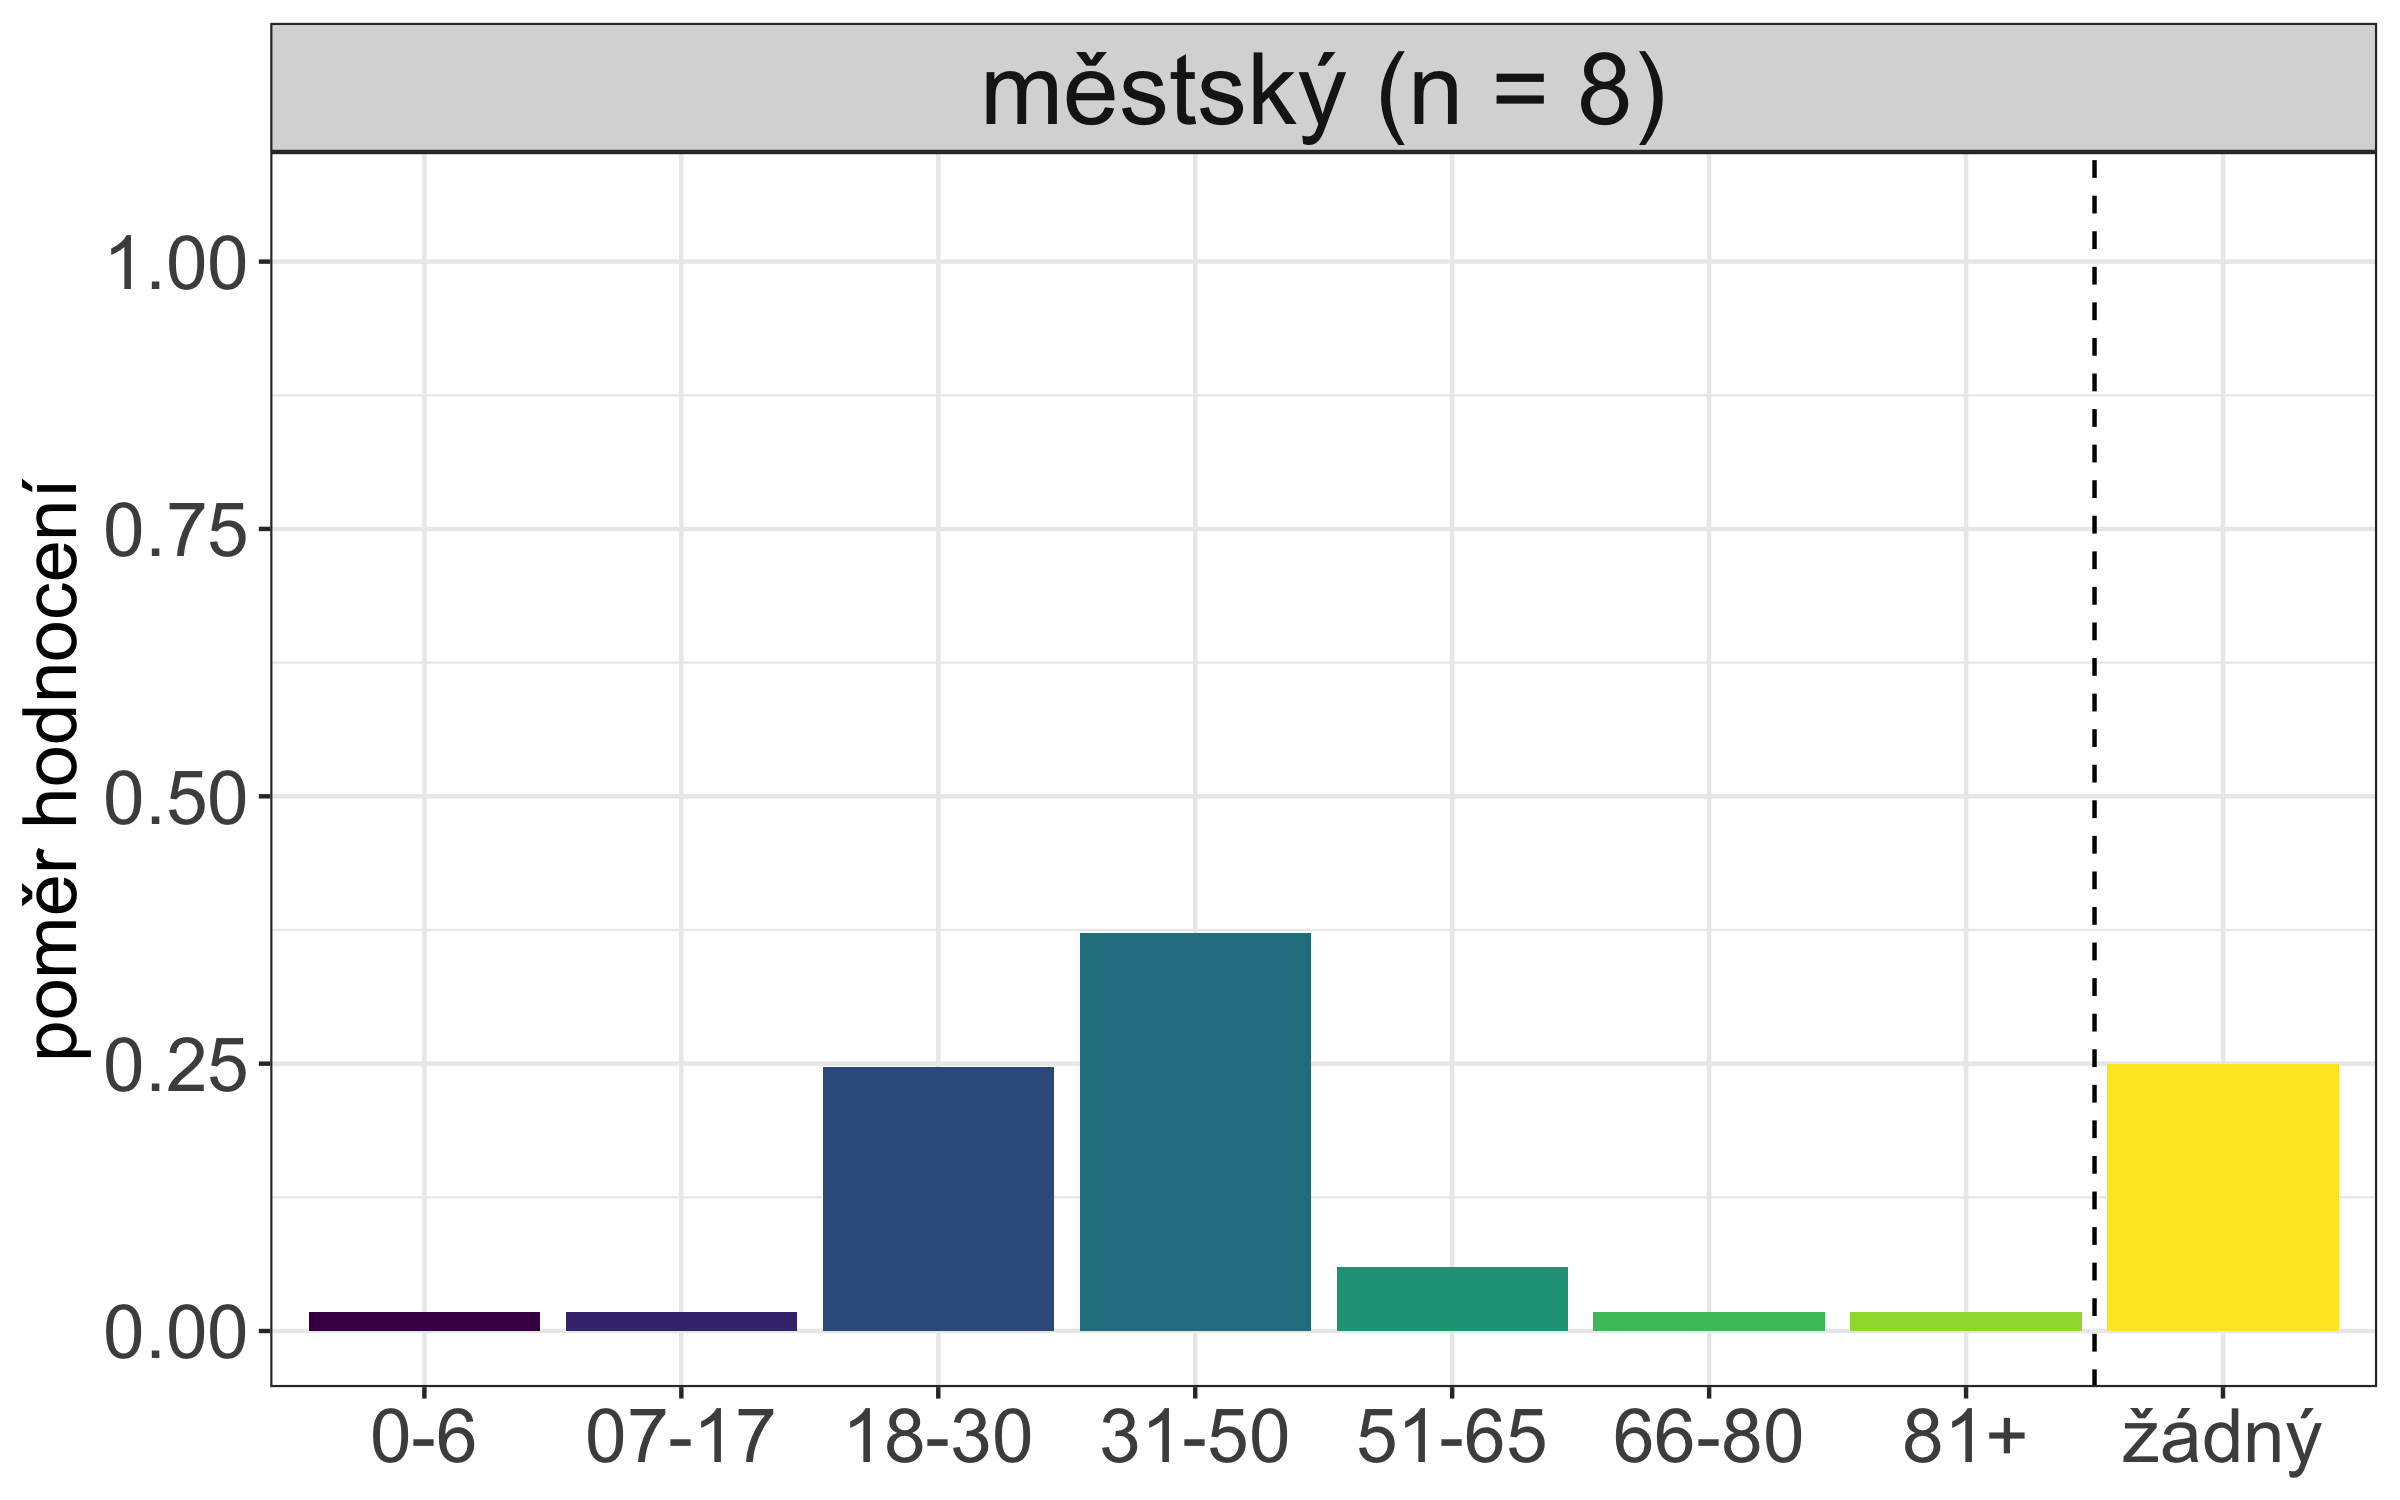 městský (n = 8)
poměr hodnocení
1.00
0.75
0.50
0.25
0.00
0-6 07-17 18-30 31-50 51-65 66-80 81+ žádný